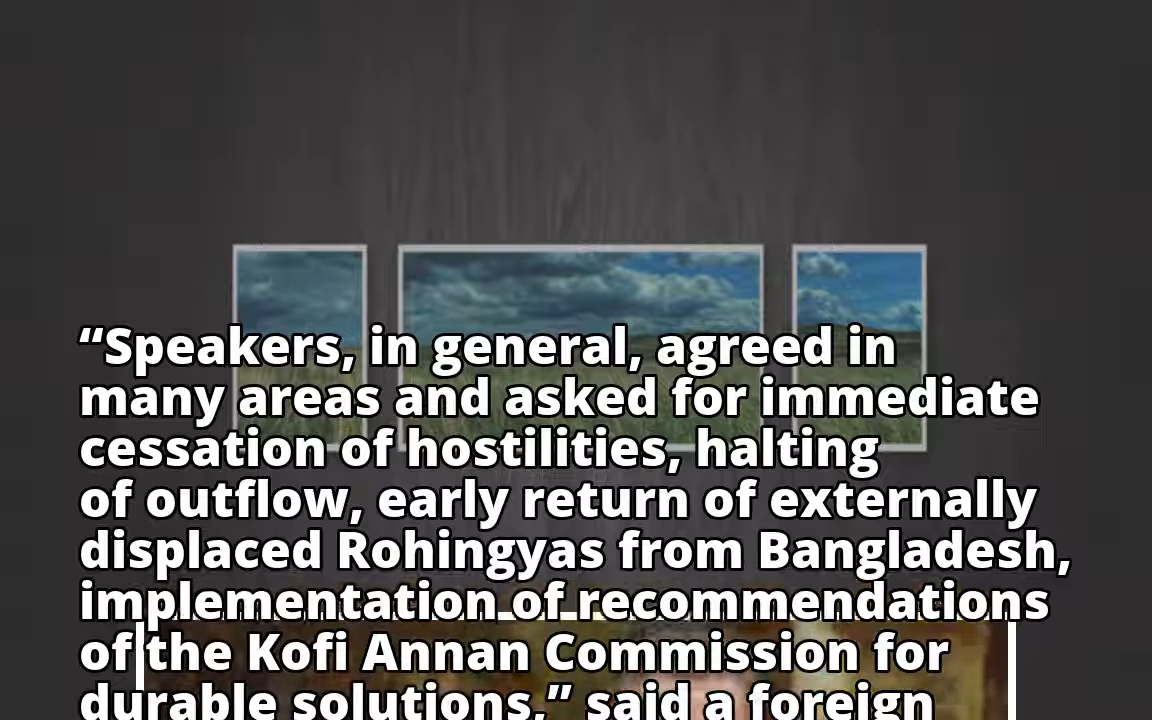 “Speakers, in general, agreed in
many areas and asked for immediate
cessation of hostilities, halting
of outflow, early return of externally
displaced Rohingyas from Bangladesh,
implementation of recommendations
of the Kofi Annan Commission for
durable solutions,” said a foreign